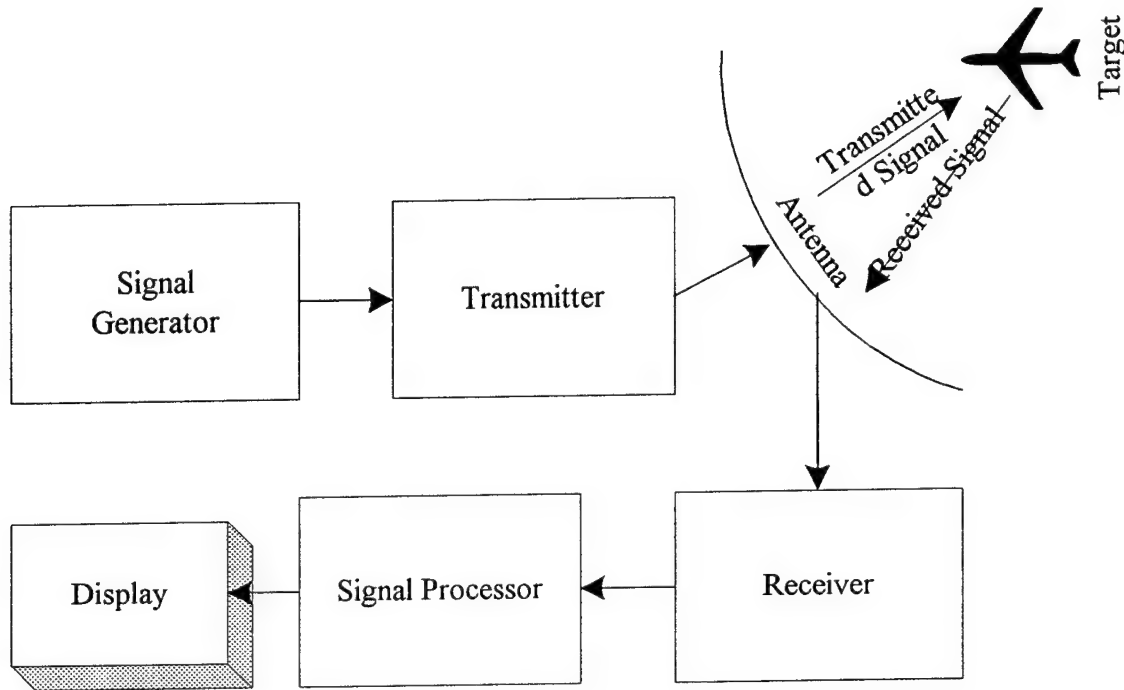 Target
Transmitte
d Signal
Received Signal
Antenna
Signal
Generator
Transmitter
Display
Signal Processor
Receiver